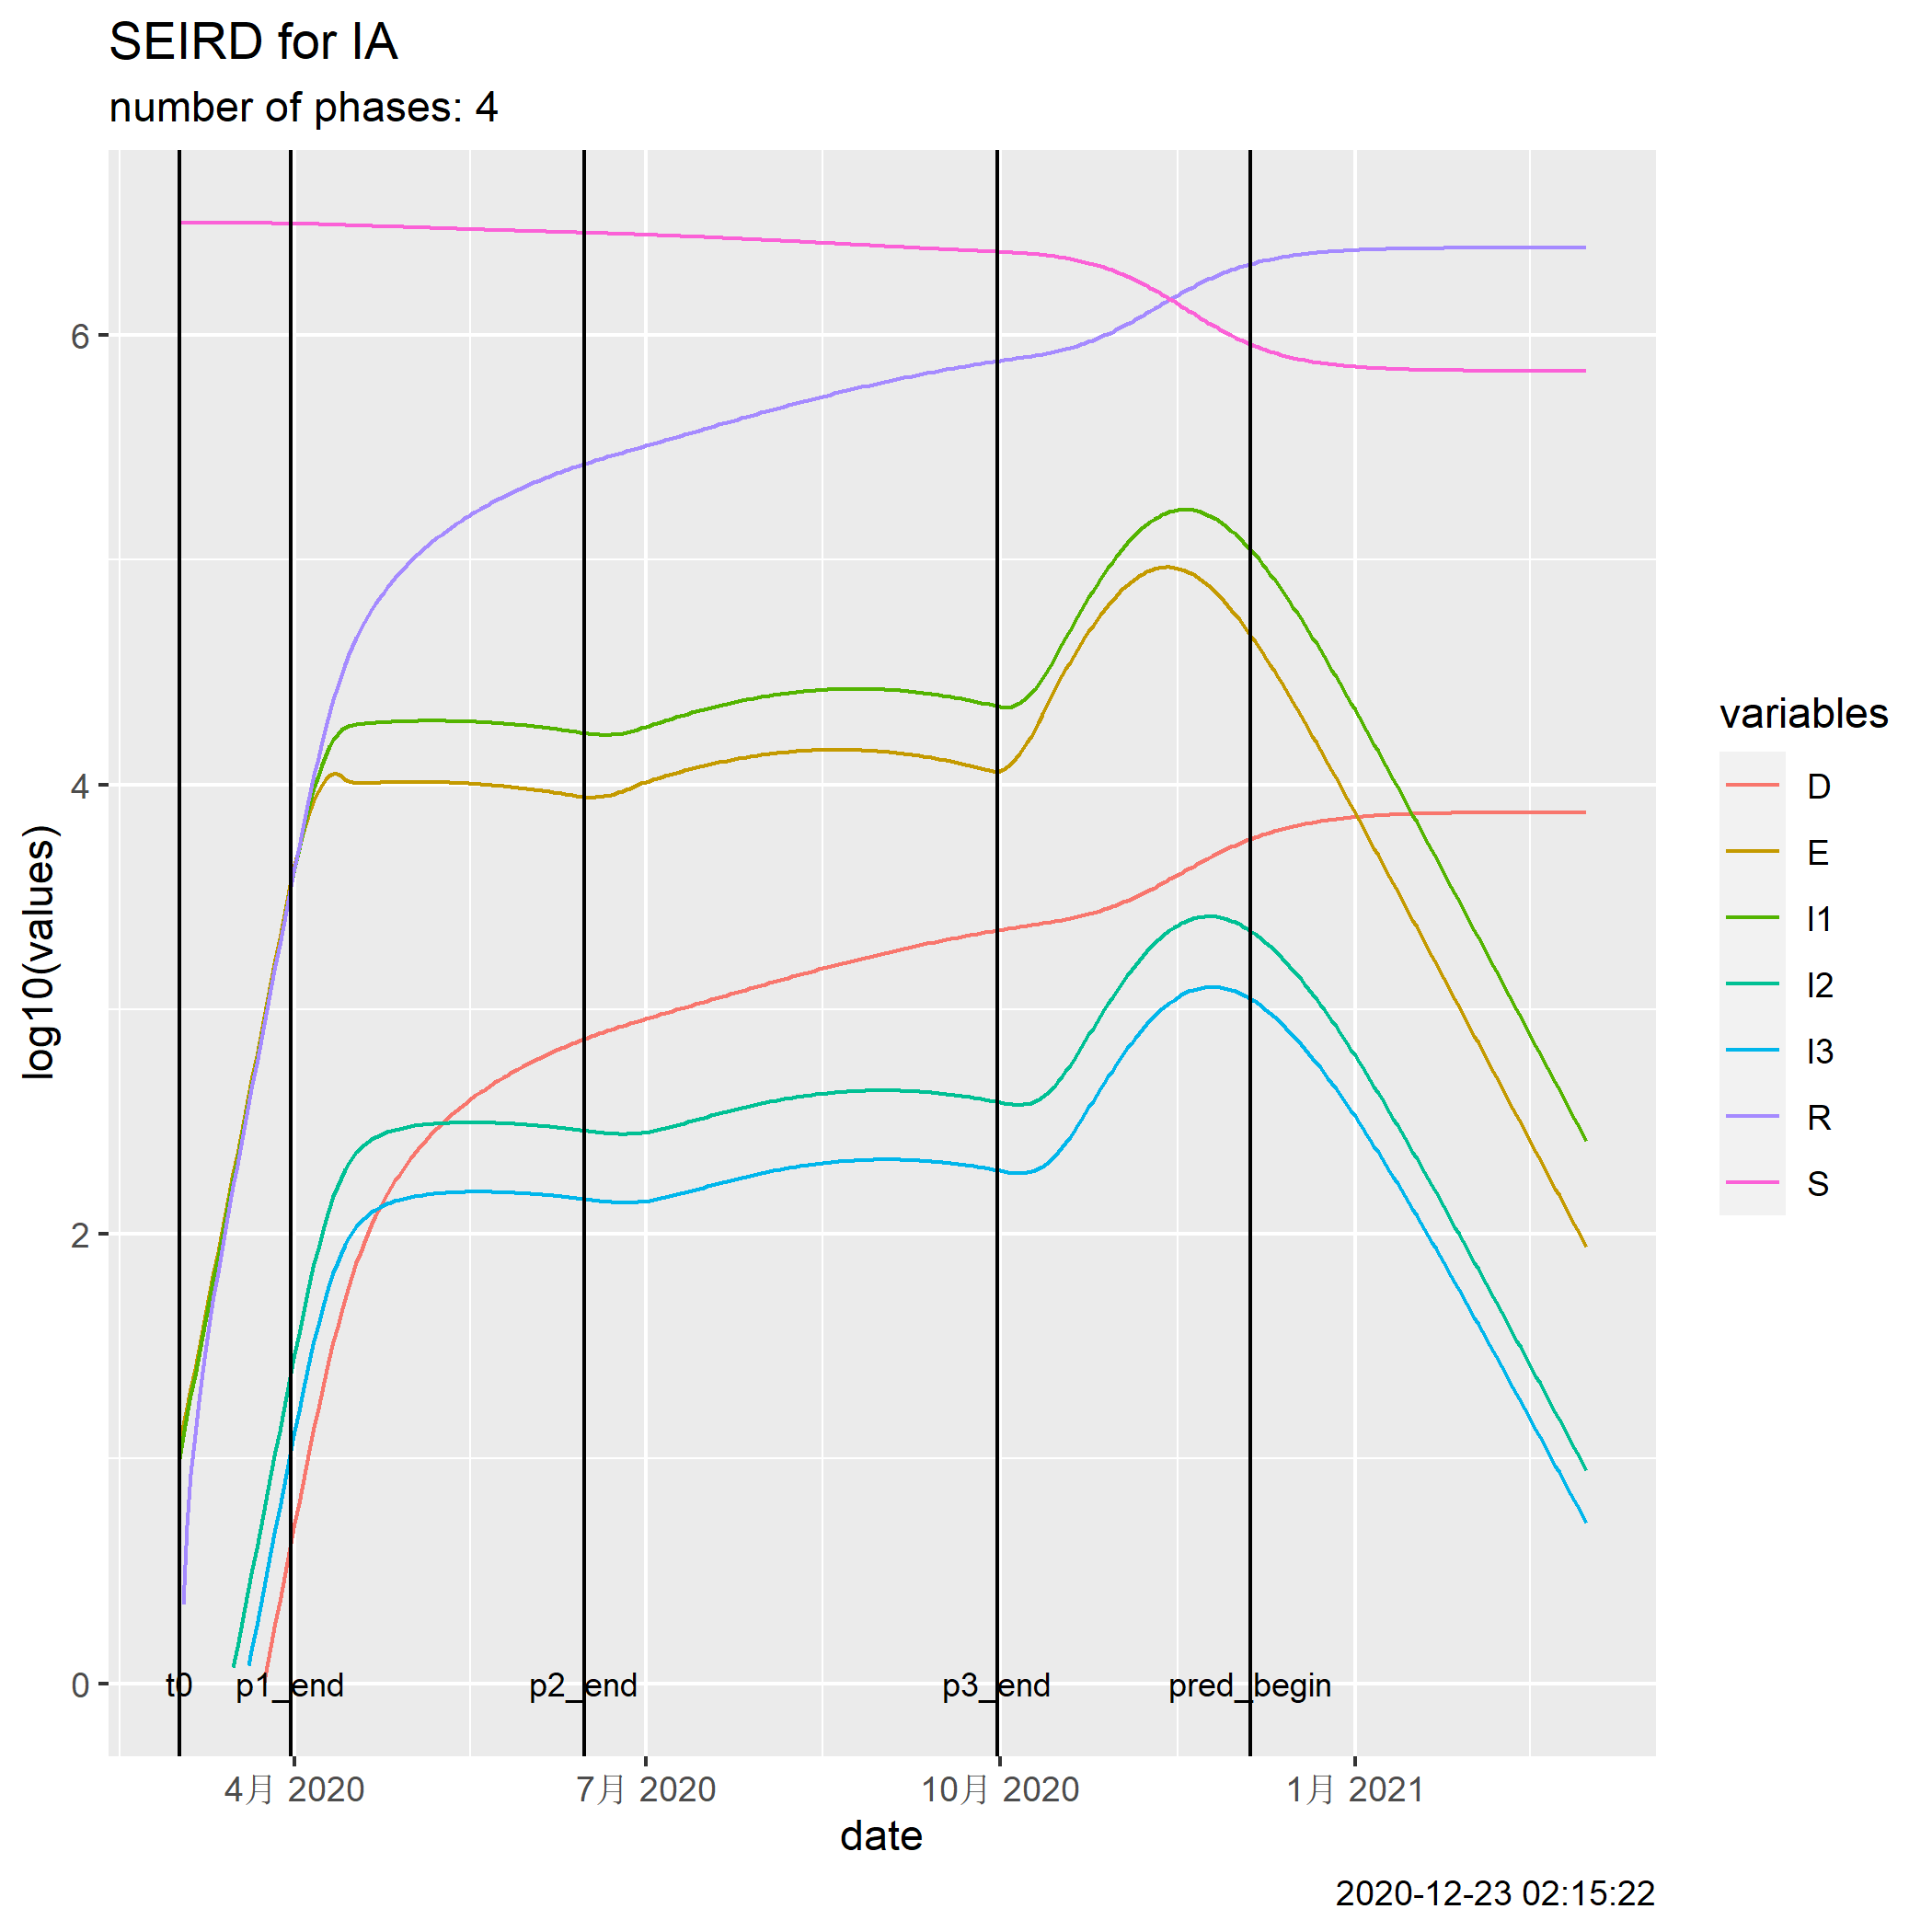 SEIRD for IA
number of phases: 4
log10(values)
6
4
2
0
t0
p1_end
p2_end
p3_end
pred_begin
4月 2020
7月 2020
10月 2020
1月 2021
date
variables
D
E
I1
I2
I3
R
S
2020-12-23 02:15:22